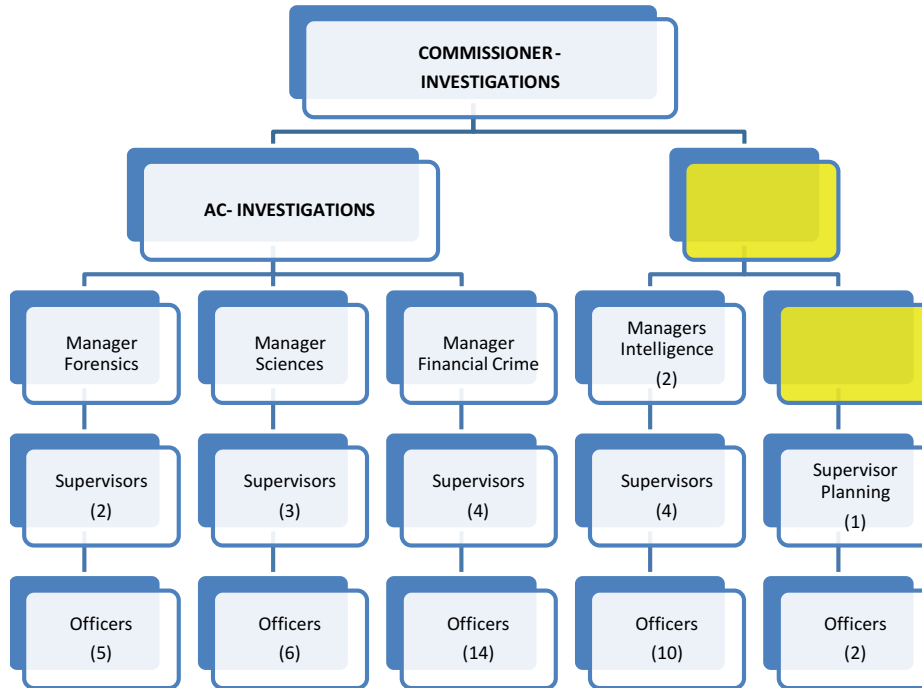 COMMISSIONER -
INVESTIGATIONS
AC- INVESTIGATIONS
Manager
Forensics
Manager
Sciences
Manager
Financial Crime
Managers
Intelligence
(2)
Supervisors
(2)
Supervisors
(3)
Supervisors
(4)
Supervisors
(4)
Supervisor
Planning
(1)
Officers
(5)
Officers
(6)
Officers
(14)
Officers
(10)
Officers
(2)